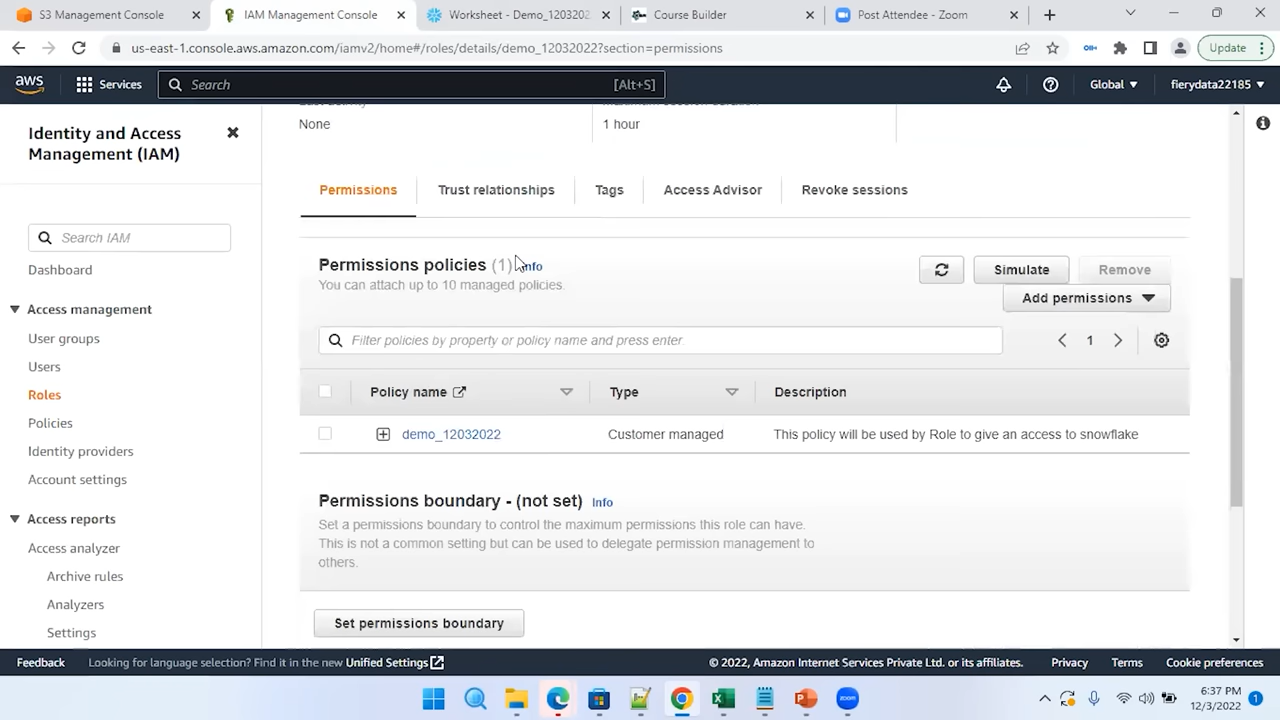 S3 Management Console
IAM Management Console
Worksheet - Demo_1203202
Course Builder
Post Attendee - Zoom
us-east-1.console.aws.amazon.com/iamv2/home#/roles/details/demo_12032022?section=permissions
Update
aws
Services
Search
[Alt+S]
Global
fierydata22185
Identity and Access
Management (IAM)
Search IAM
Dashboard
Access management
User groups
Users
Roles
Policies
Identity providers
Account settings
Access reports
Access analyzer
Archive rules
Analyzers
Settings
None
1 hour
Permissions
Trust relationships
Tags
Access Advisor
Revoke sessions
Permissions policies (1) Info
You can attach up to 10 managed policies.
Simulate
Remove
Add permissions
Filter policies by property or policy name and press enter.
1
Policy name
Type
Description
demo_12032022
Customer managed
This policy will be used by Role to give an access to snowflake
Permissions boundary - (not set) Info
Set a permissions boundary to control the maximum permissions this role can have.
This is not a common setting but can be used to delegate permission management to
others.
Set permissions boundary
Feedback
Looking for language selection? Find it in the new Unified Settings
© 2022, Amazon Internet Services Private Ltd. or its affiliates.
Privacy
Terms
Cookie preferences
6:37 PM
12/3/2022
1